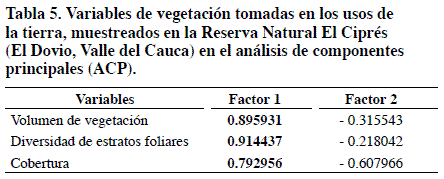 Tabla 5. Variables de vegetación tomadas en los usos de
la tierra, muestreados en la Reserva Natural El Ciprés
(El Dovio, Valle del Cauca) en el análisis de componentes
principales (ACP).
Variables Factor 1 Factor 2
Volumen de vegetación 0.895931 - 0.315543
Diversidad de estratos foliares 0.914437 - 0.218042
Cobertura 0.792956 - 0.607966